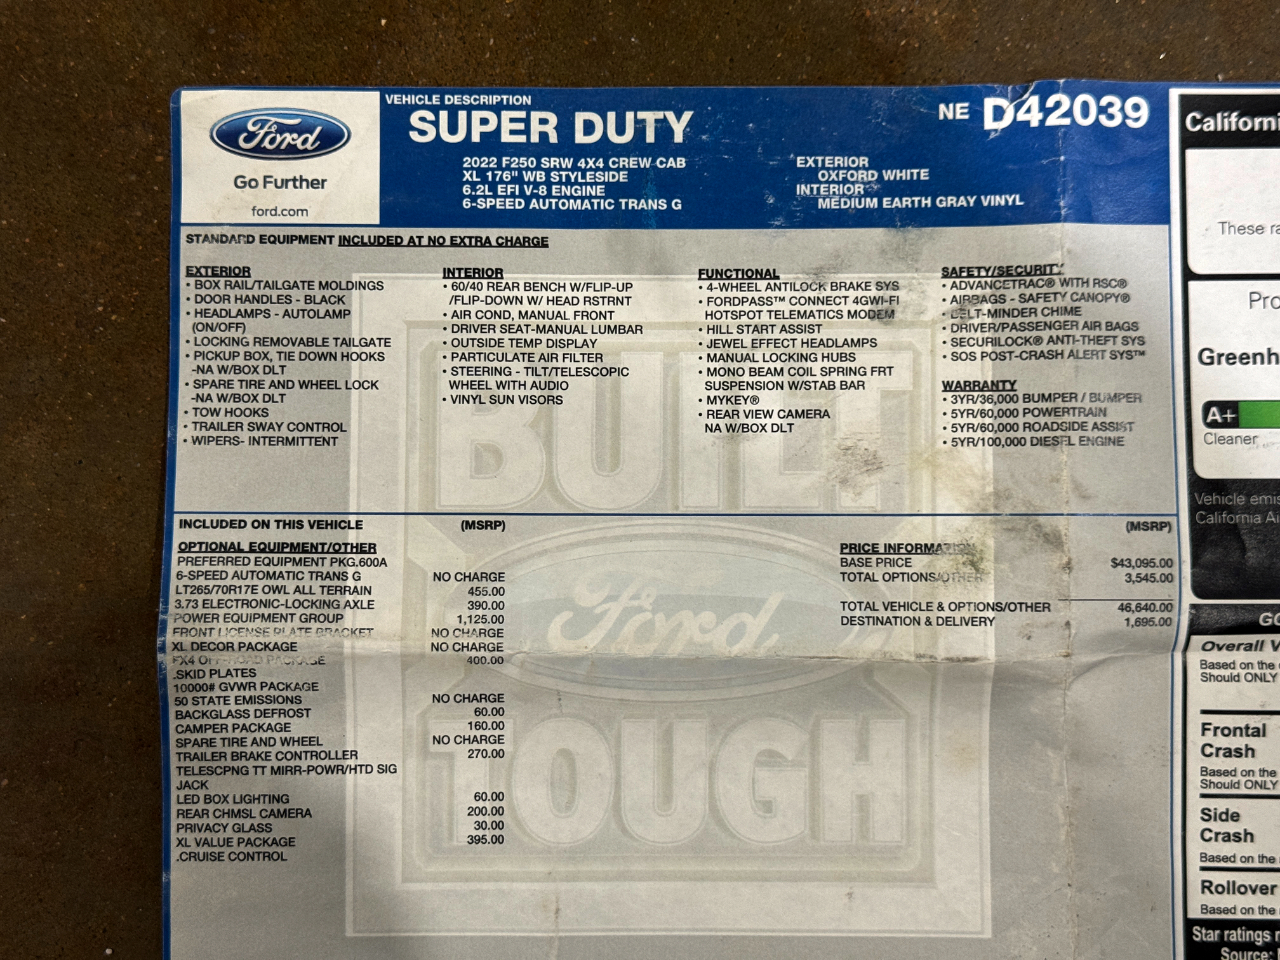 Ford
Go Further
ford.com
VEHICLE DESCRIPTION
SUPER DUTY
2022 F250 SRW 4X4 CREW CAB
XL 176" WB STYLESIDE
6.2L EFI V-8 ENGINE
6-SPEED AUTOMATIC TRANS G
NE D42039
EXTERIOR
OXFORD WHITE
INTERIOR
MEDIUM EARTH GRAY VINYL
STANDARD EQUIPMENT INCLUDED AT NO EXTRA CHARGE
EXTERIOR
• BOX RAIL/TAILGATE MOLDINGS
• DOOR HANDLES - BLACK
• HEADLAMPS - AUTOLAMP
(ON/OFF)
• LOCKING REMOVABLE TAILGATE
• PICKUP BOX, TIE DOWN HOOKS
-NA W/BOX DLT
• SPARE TIRE AND WHEEL LOCK
-NA W/BOX DLT
• TOW HOOKS
• TRAILER SWAY CONTROL
• WIPERS- INTERMITTENT
INTERIOR
• 60/40 REAR BENCH W/FLIP-UP
/FLIP-DOWN W/ HEAD RSTRNT
• AIR COND, MANUAL FRONT
• DRIVER SEAT-MANUAL LUMBAR
• OUTSIDE TEMP DISPLAY
• PARTICULATE AIR FILTER
• STEERING - TILT/TELESCOPIC
WHEEL WITH AUDIO
• VINYL SUN VISORS
FUNCTIONAL
• 4-WHEEL ANTILOCK BRAKE SYS
• FORDPASS™ CONNECT 4GWI-FI
HOTSPOT TELEMATICS MODEM
• HILL START ASSIST
• JEWEL EFFECT HEADLAMPS
• MANUAL LOCKING HUBS
• MONO BEAM COIL SPRING FRT
SUSPENSION W/STAB BAR
• MYKEY®
• REAR VIEW CAMERA
NA W/BOX DLT
SAFETY/SECURITY
• ADVANCETRAC® WITH RSC®
• AIRBAGS - SAFETY CANOPY®
• BELT-MINDER CHIME
• DRIVER/PASSENGER AIR BAGS
• SECURILOCK® ANTI-THEFT SYS
• SOS POST-CRASH ALERT SYS™
WARRANTY
• 3YR/36,000 BUMPER / BUMPER
• 5YR/60,000 POWERTRAIN
• 5YR/60,000 ROADSIDE ASSIST
• 5YR/100,000 DIESEL ENGINE
BUILT
Ford
TOUGH
INCLUDED ON THIS VEHICLE (MSRP)
OPTIONAL EQUIPMENT/OTHER
PREFERRED EQUIPMENT PKG.600A
6-SPEED AUTOMATIC TRANS G NO CHARGE
LT265/70R17E OWL ALL TERRAIN 455.00
3.73 ELECTRONIC-LOCKING AXLE 390.00
POWER EQUIPMENT GROUP 1,125.00
FRONT LICENSE PLATE BRACKET NO CHARGE
XL DECOR PACKAGE NO CHARGE
FX4 OFF-ROAD PACKAGE 400.00
.SKID PLATES
10000# GVWR PACKAGE
50 STATE EMISSIONS NO CHARGE
BACKGLASS DEFROST 60.00
CAMPER PACKAGE 160.00
SPARE TIRE AND WHEEL NO CHARGE
TRAILER BRAKE CONTROLLER 270.00
TELESCPNG TT MIRR-POWR/HTD SIG
JACK
LED BOX LIGHTING 60.00
REAR CHMSL CAMERA 200.00
PRIVACY GLASS 30.00
XL VALUE PACKAGE 395.00
.CRUISE CONTROL
(MSRP)
PRICE INFORMATION
BASE PRICE $43,095.00
TOTAL OPTIONS/OTHER 3,545.00
TOTAL VEHICLE & OPTIONS/OTHER 46,640.00
DESTINATION & DELIVERY 1,695.00
Californi
These ra
Pro
Greenh
A+
Cleaner
Vehicle emis
California Ai
GO
Overall V
Based on the
Should ONLY
Frontal
Crash
Based on the
Should ONLY
Side
Crash
Based on the
Rollover
Based on the
Star ratings r
Source: